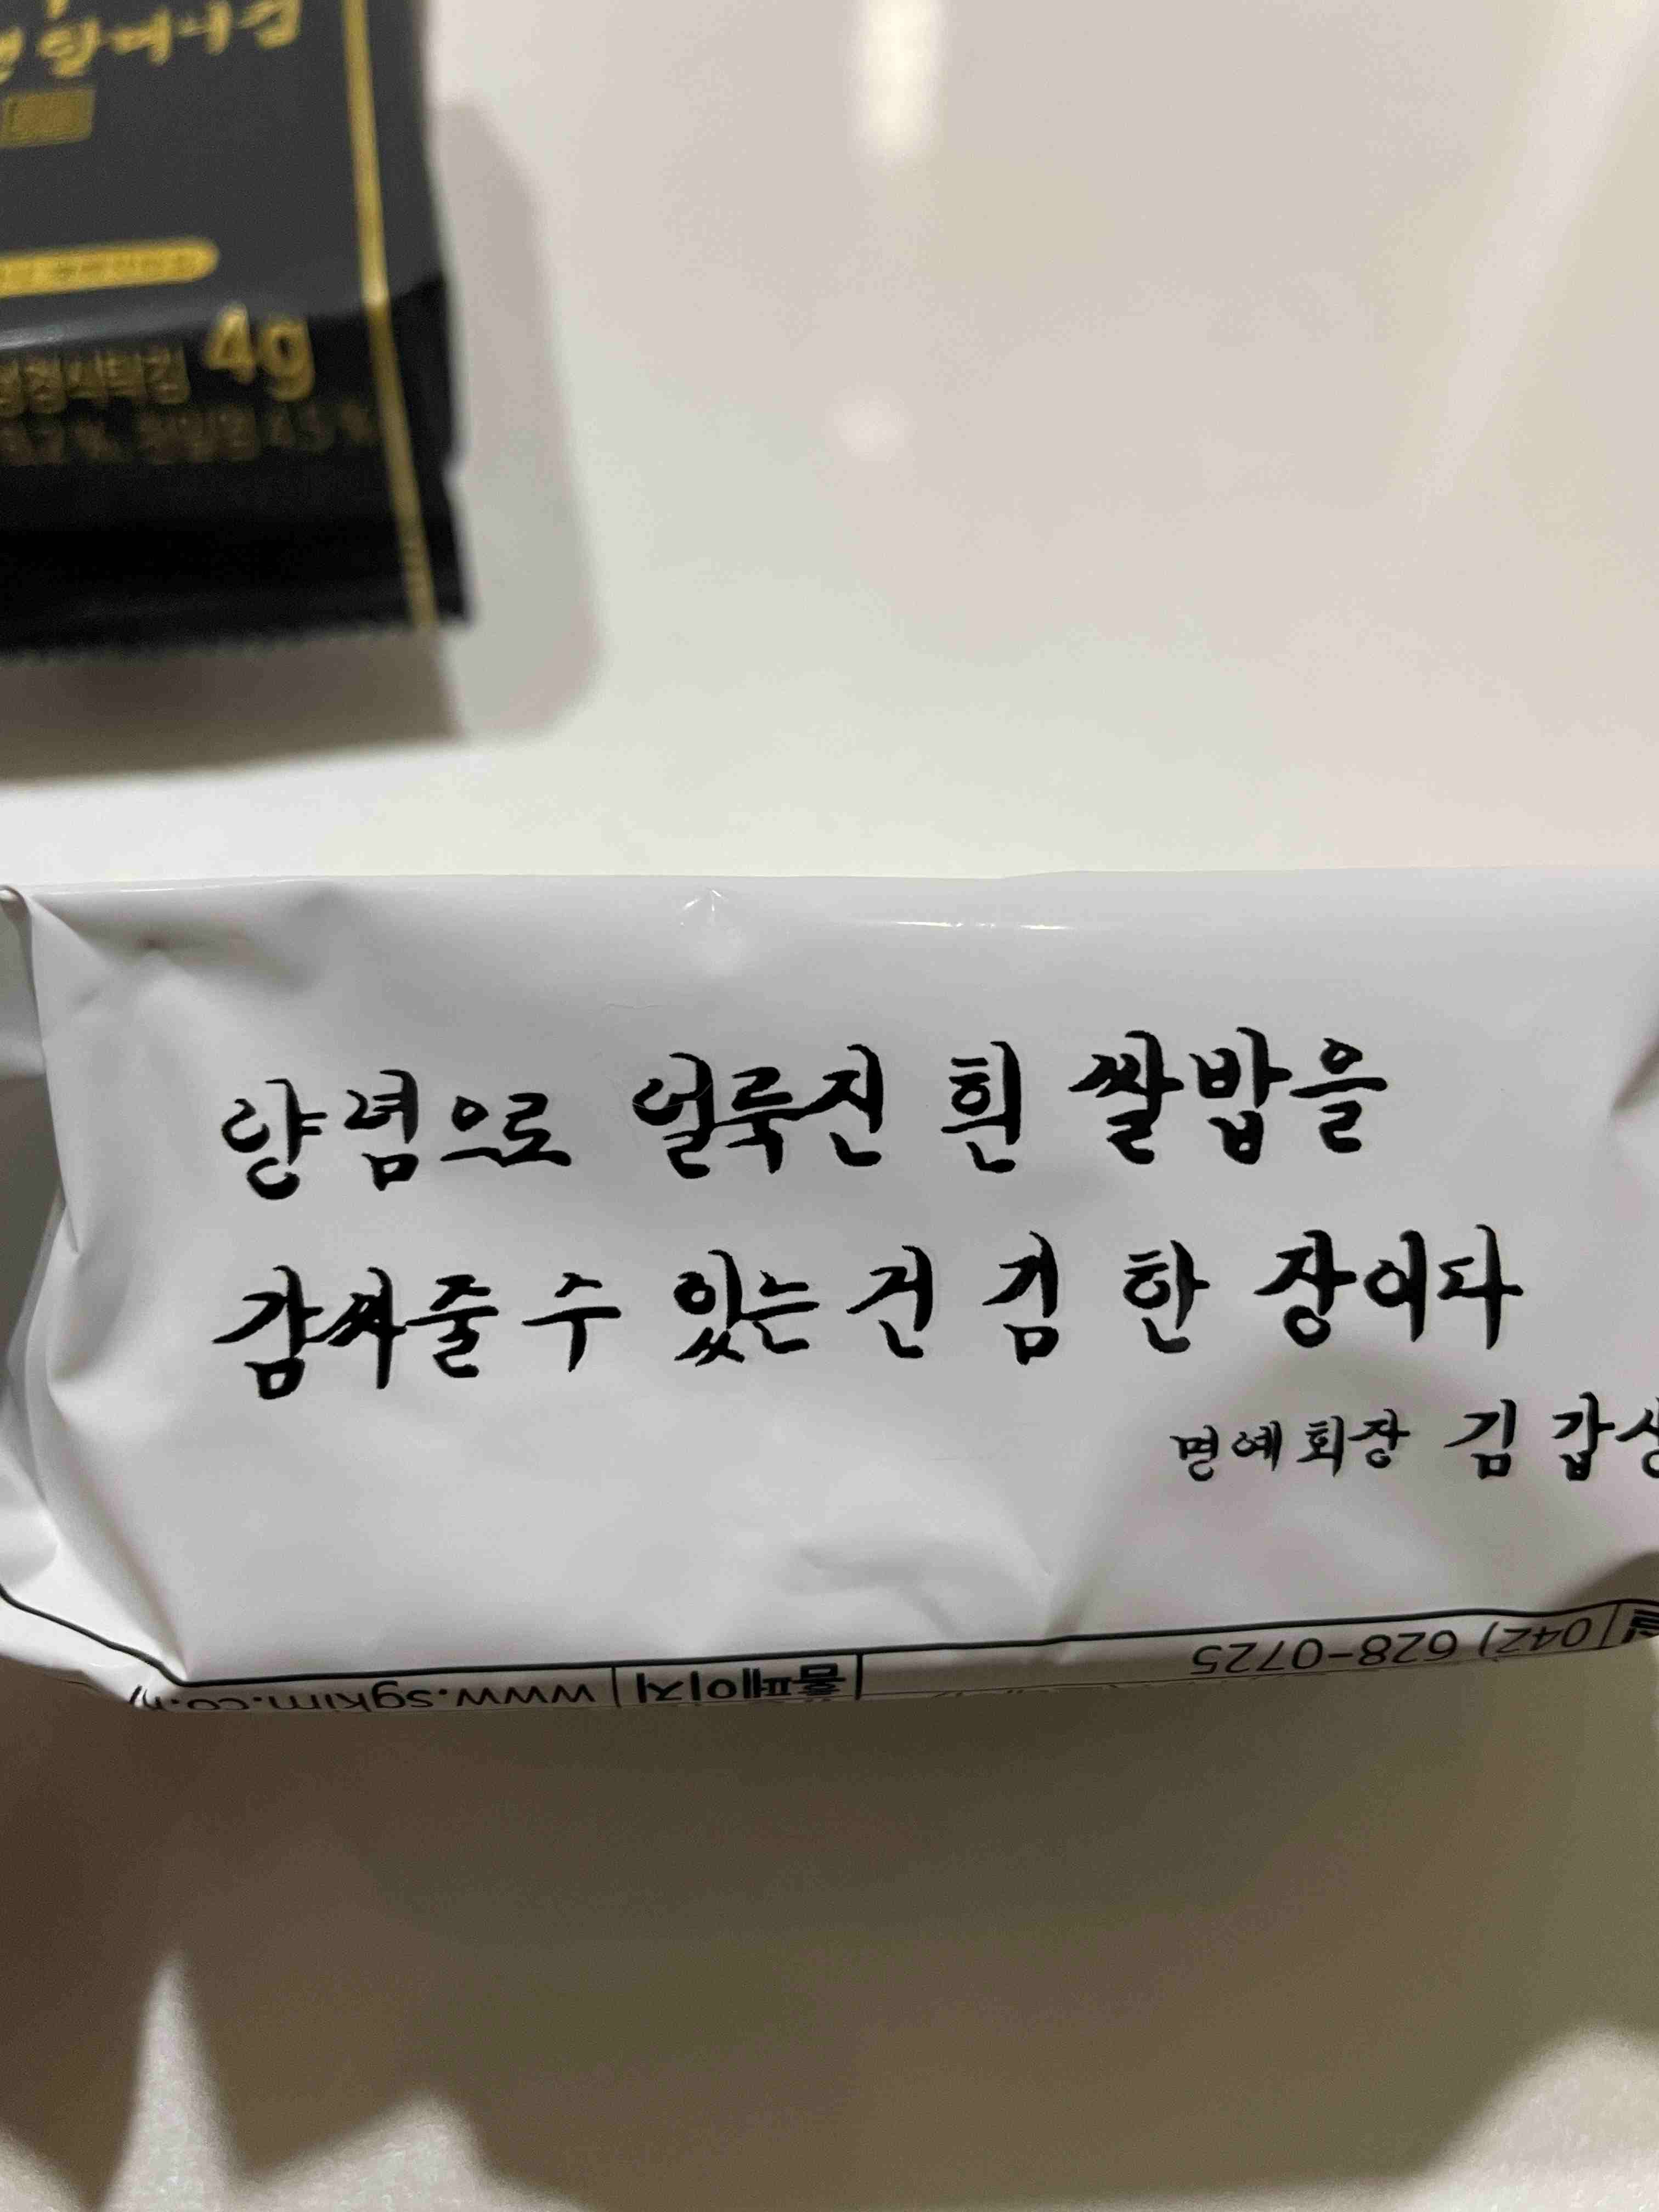 4g
양념으로 얼룩진 흰 쌀밥을
감싸줄 수 있는 건 김 한 장이다
명예회장 김갑생
(042) 628-0725
홈페이지 www.sgkim.co.